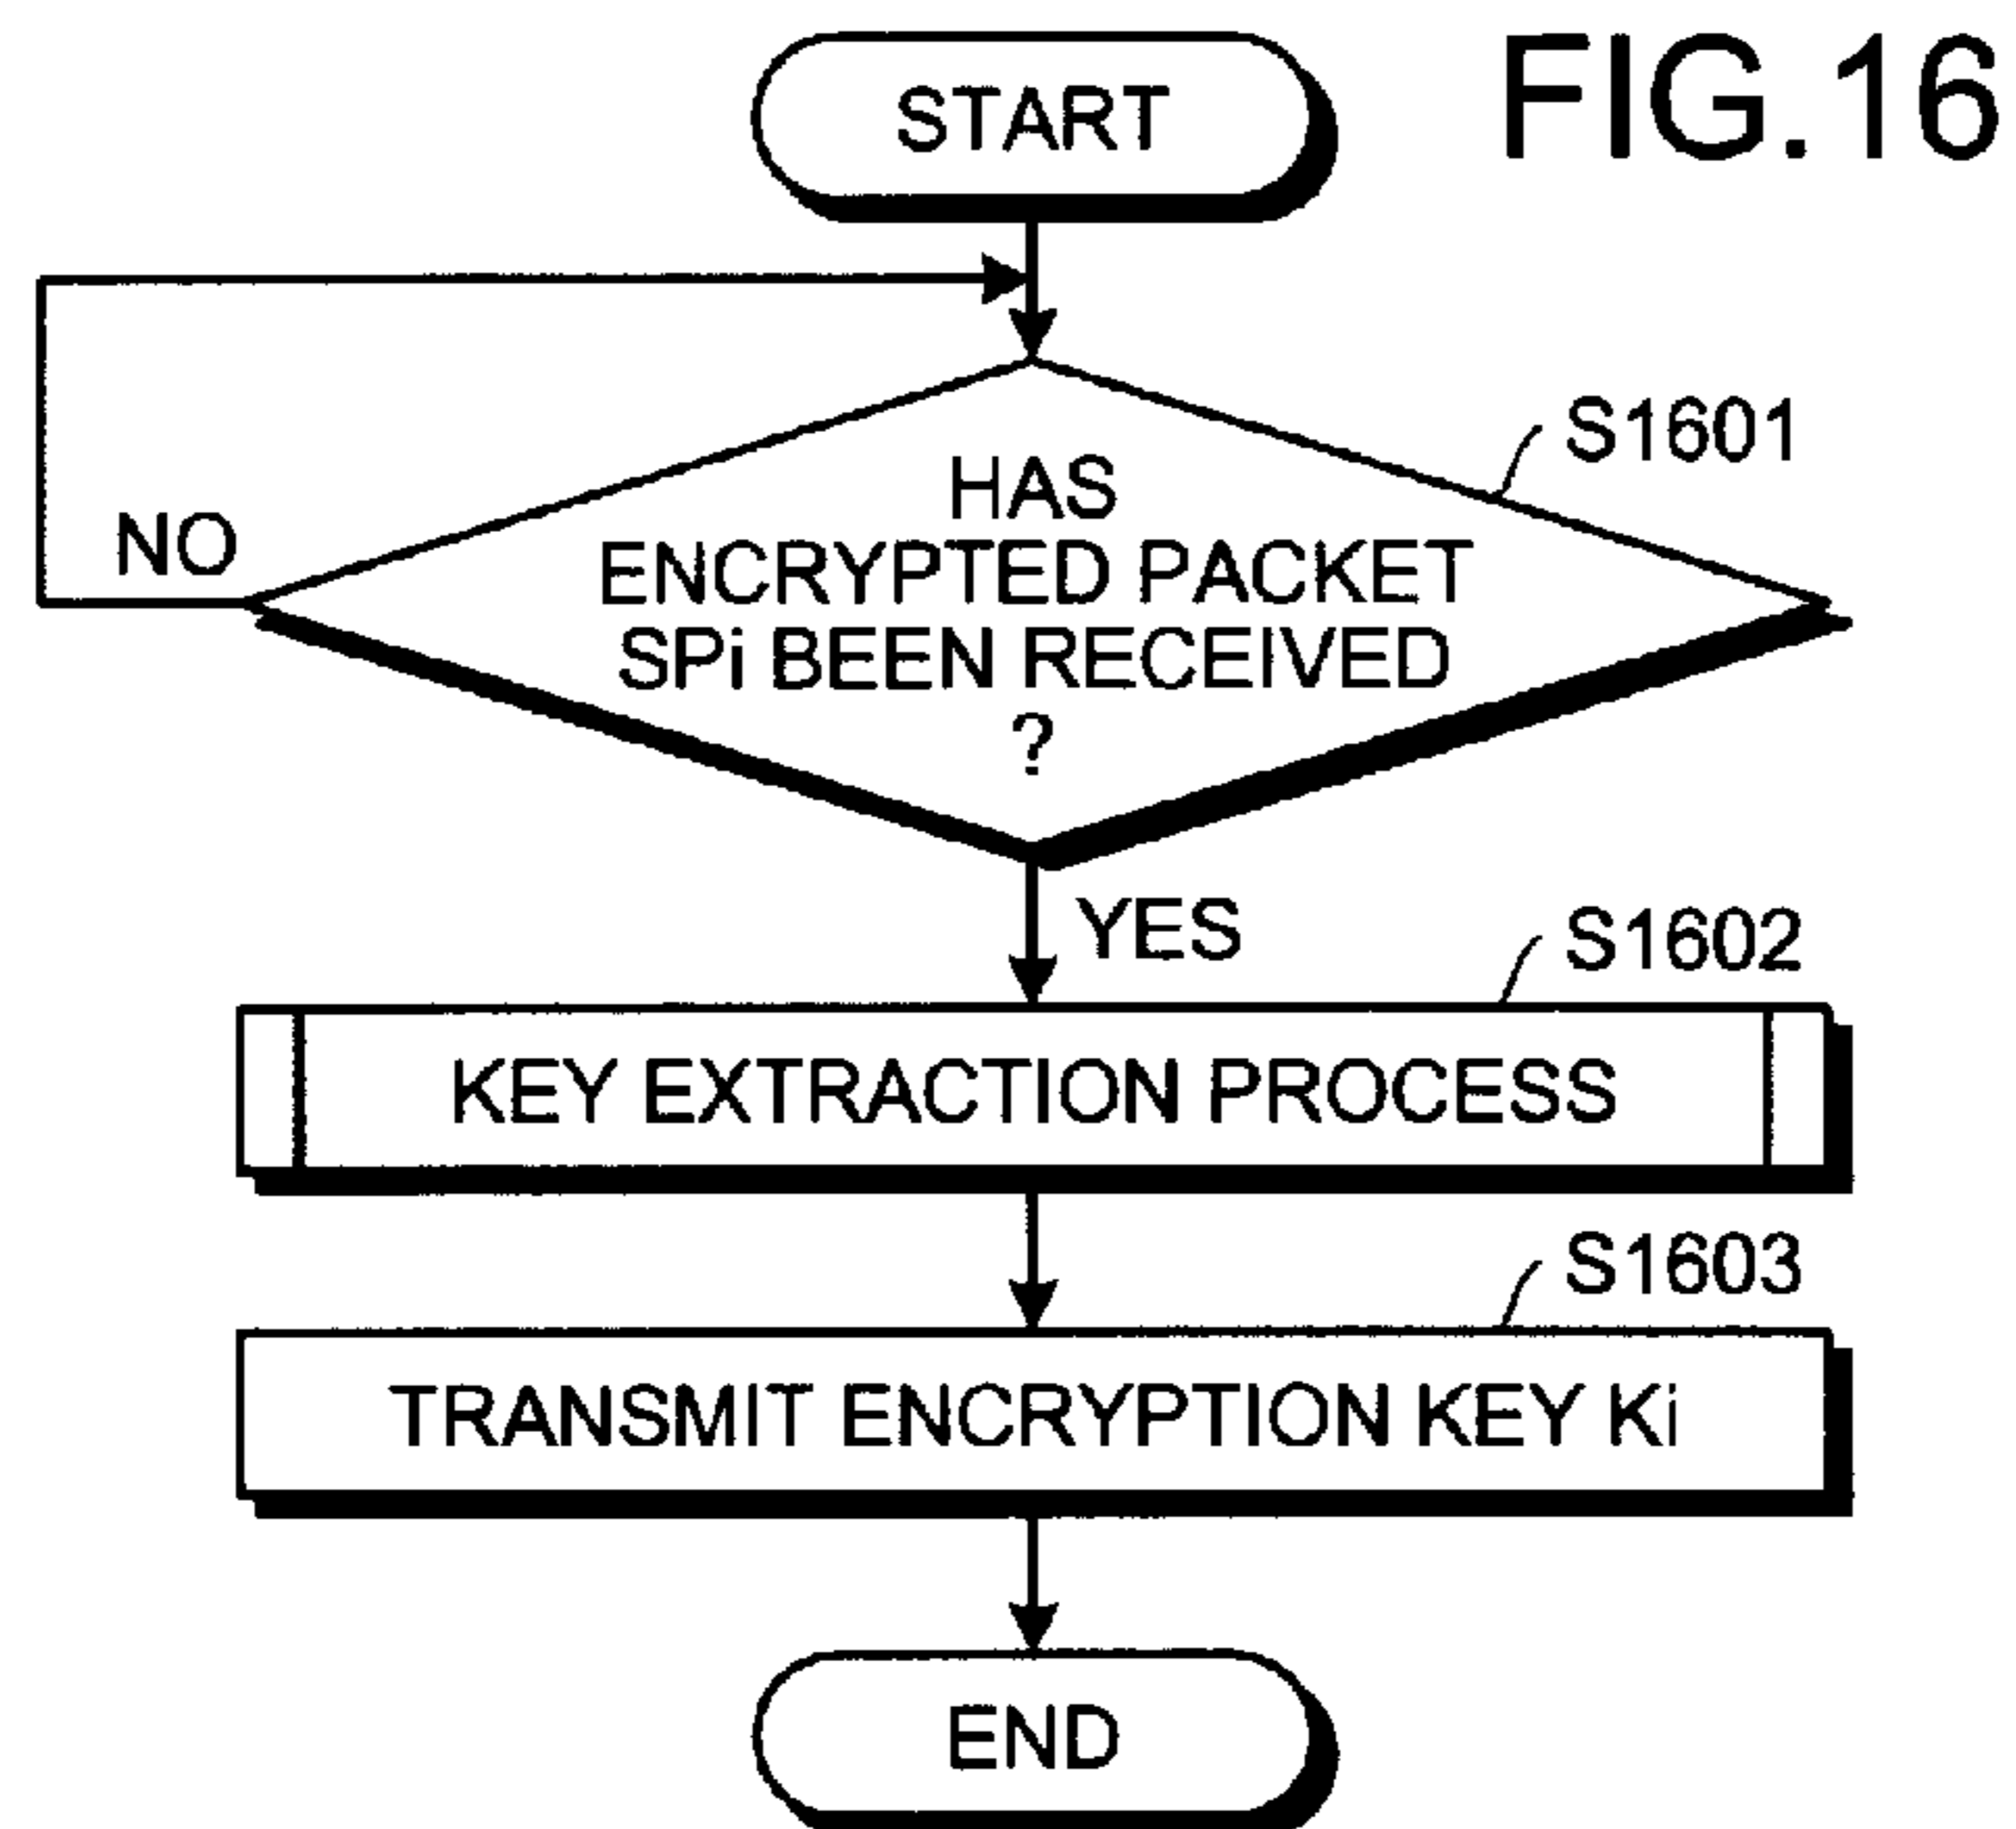 FIG.16
START
S1601
HAS
ENCRYPTED PACKET
SPi BEEN RECEIVED
?
NO
YES
S1602
KEY EXTRACTION PROCESS
S1603
TRANSMIT ENCRYPTION KEY Ki
END